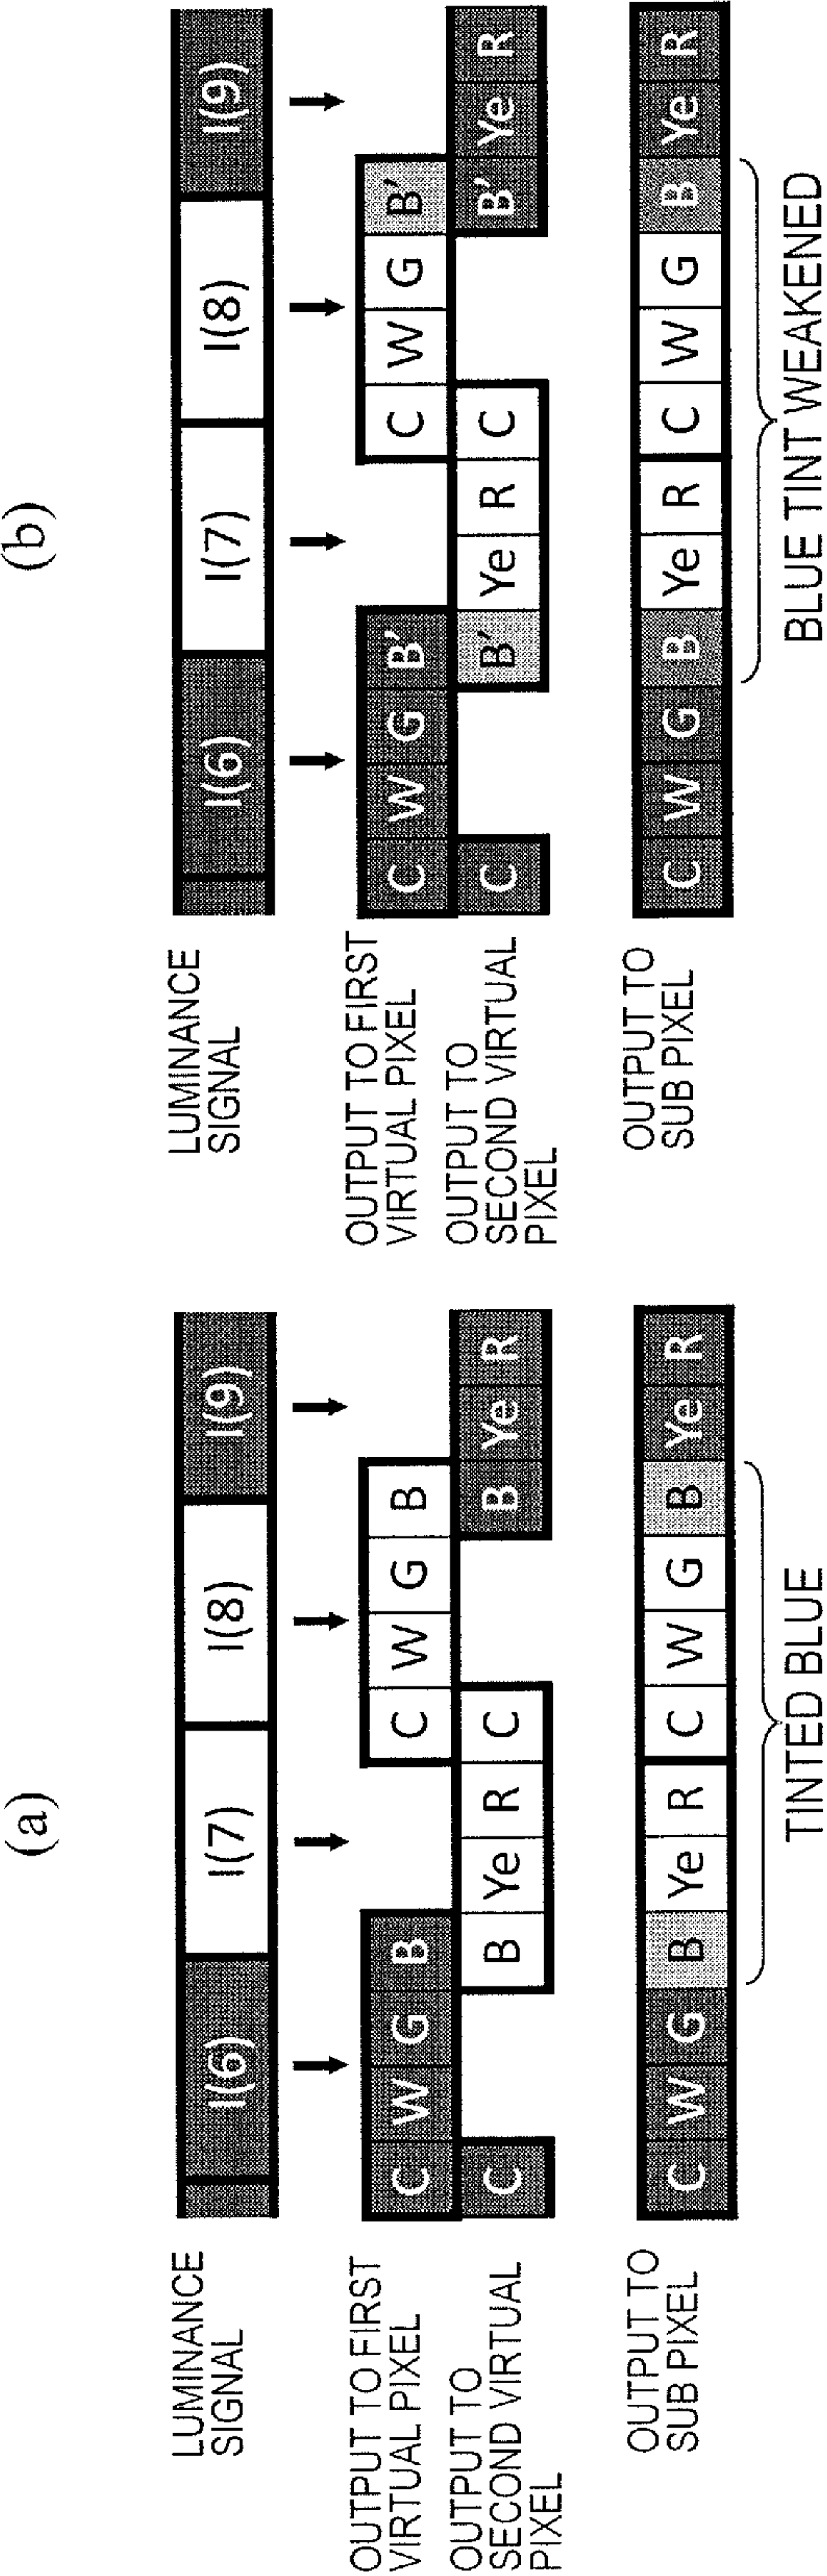 (a)
LUMINANCE
SIGNAL
I(6) I(7) I(8) I(9)
OUTPUT TO FIRST
VIRTUAL PIXEL
C W G B C W G B
OUTPUT TO
SECOND VIRTUAL
PIXEL
C B Ye R C B Ye R
OUTPUT TO
SUB PIXEL
C W G B Ye R C W G B Ye R
TINTED BLUE
(b)
LUMINANCE
SIGNAL
I(6) I(7) I(8) I(9)
OUTPUT TO FIRST
VIRTUAL PIXEL
C W G B' C W G B'
OUTPUT TO
SECOND VIRTUAL
PIXEL
C B' Ye R C B' Ye R
OUTPUT TO
SUB PIXEL
C W G B Ye R C W G B Ye R
BLUE TINT WEAKENED